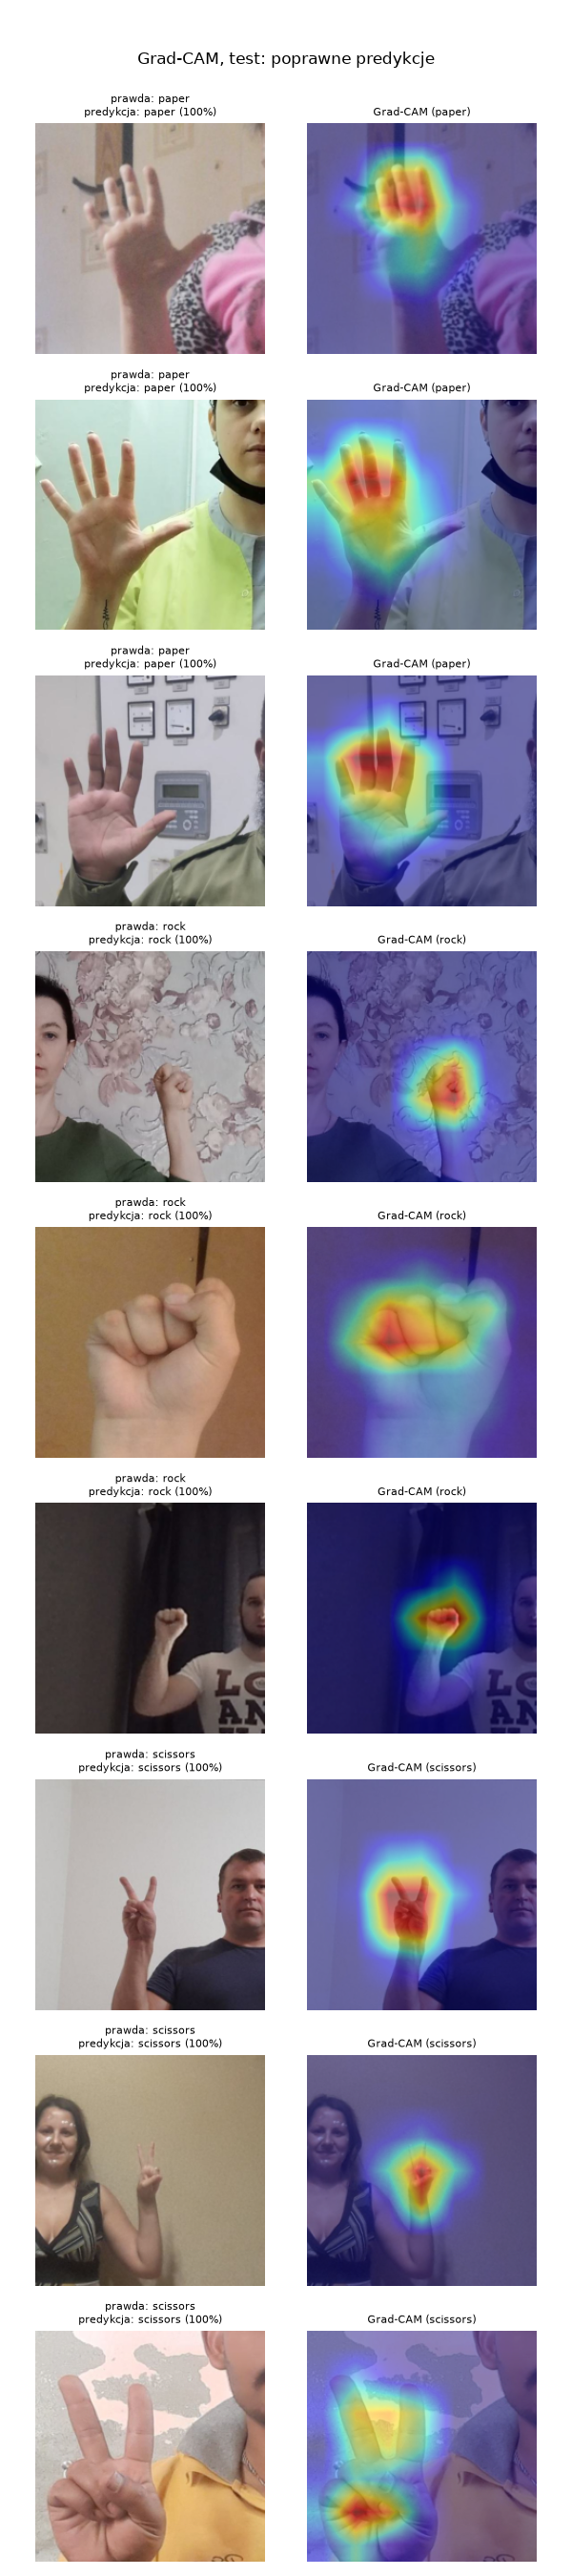 Grad-CAM, test: poprawne predykcje
prawda: paper
predykcja: paper (100%)
Grad-CAM (paper)
prawda: paper
predykcja: paper (100%)
Grad-CAM (paper)
prawda: paper
predykcja: paper (100%)
Grad-CAM (paper)
prawda: rock
predykcja: rock (100%)
Grad-CAM (rock)
prawda: rock
predykcja: rock (100%)
Grad-CAM (rock)
prawda: rock
predykcja: rock (100%)
Grad-CAM (rock)
LO
AN
LO
AN
prawda: scissors
predykcja: scissors (100%)
Grad-CAM (scissors)
prawda: scissors
predykcja: scissors (100%)
Grad-CAM (scissors)
prawda: scissors
predykcja: scissors (100%)
Grad-CAM (scissors)